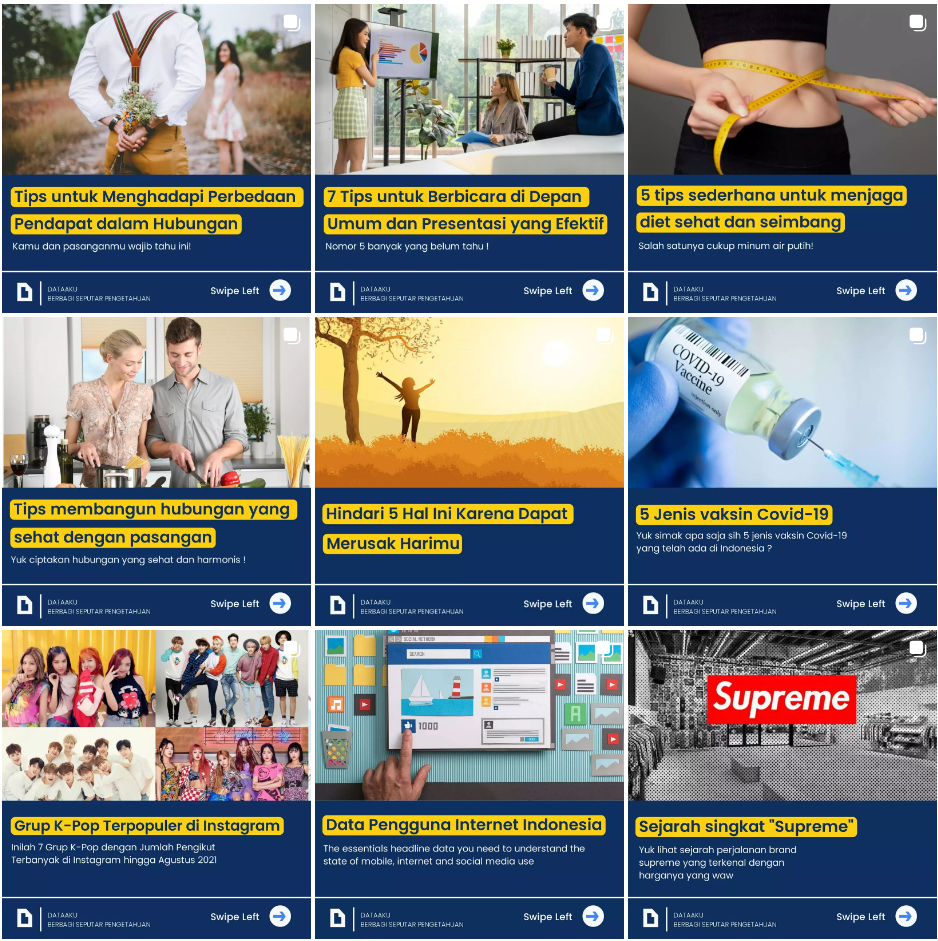 Tips untuk Menghadapi Perbedaan
Pendapat dalam Hubungan
Kamu dan pasanganmu wajib tahu ini!
DATAAKU
BERBAGI SEPUTAR PENGETAHUAN
Swipe Left
7 Tips untuk Berbicara di Depan
Umum dan Presentasi yang Efektif
Nomor 5 banyak yang belum tahu !
DATAAKU
BERBAGI SEPUTAR PENGETAHUAN
Swipe Left
5 tips sederhana untuk menjaga
diet sehat dan seimbang
Salah satunya cukup minum air putih!
DATAAKU
BERBAGI SEPUTAR PENGETAHUAN
Swipe Left
Tips membangun hubungan yang
sehat dengan pasangan
Yuk ciptakan hubungan yang sehat dan harmonis !
DATAAKU
BERBAGI SEPUTAR PENGETAHUAN
Swipe Left
Hindari 5 Hal Ini Karena Dapat
Merusak Harimu
DATAAKU
BERBAGI SEPUTAR PENGETAHUAN
Swipe Left
COVID-19
Vaccine
injection only
5 Jenis vaksin Covid-19
Yuk simak apa saja sih 5 jenis vaksin Covid-19
yang telah ada di Indonesia ?
DATAAKU
BERBAGI SEPUTAR PENGETAHUAN
Swipe Left
Grup K-Pop Terpopuler di Instagram
Inilah 7 Grup K-Pop dengan Jumlah Pengikut
Terbanyak di Instagram hingga Agustus 2021
DATAAKU
BERBAGI SEPUTAR PENGETAHUAN
Swipe Left
SOCIAL NETWORK
SEARCH
1000
A
Data Pengguna Internet Indonesia
The essentials headline data you need to understand the
state of mobile, internet and social media use
DATAAKU
BERBAGI SEPUTAR PENGETAHUAN
Swipe Left
Supreme
Sejarah singkat "Supreme"
Yuk lihat sejarah perjalanan brand
supreme yang terkenal dengan
harganya yang waw
DATAAKU
BERBAGI SEPUTAR PENGETAHUAN
Swipe Left